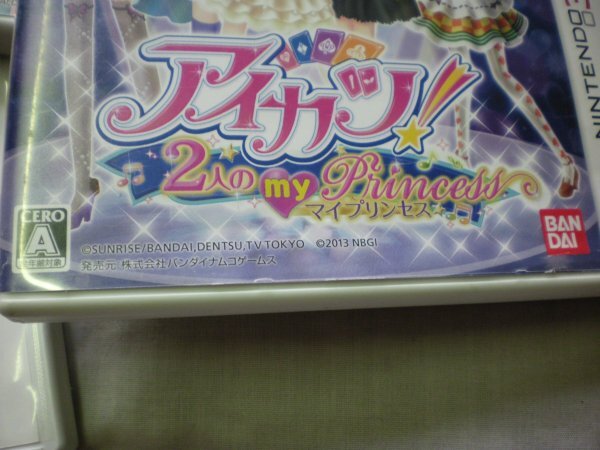 アイカツ!
2人のmy Princess
マイプリンセス
CERO
A
全年齢対象
©SUNRISE/BANDAI,DENTSU,TV TOKYO ©2013 NBGI
発売元 株式会社バンダイナムコゲームス
BAN
DAI
NINTENDO